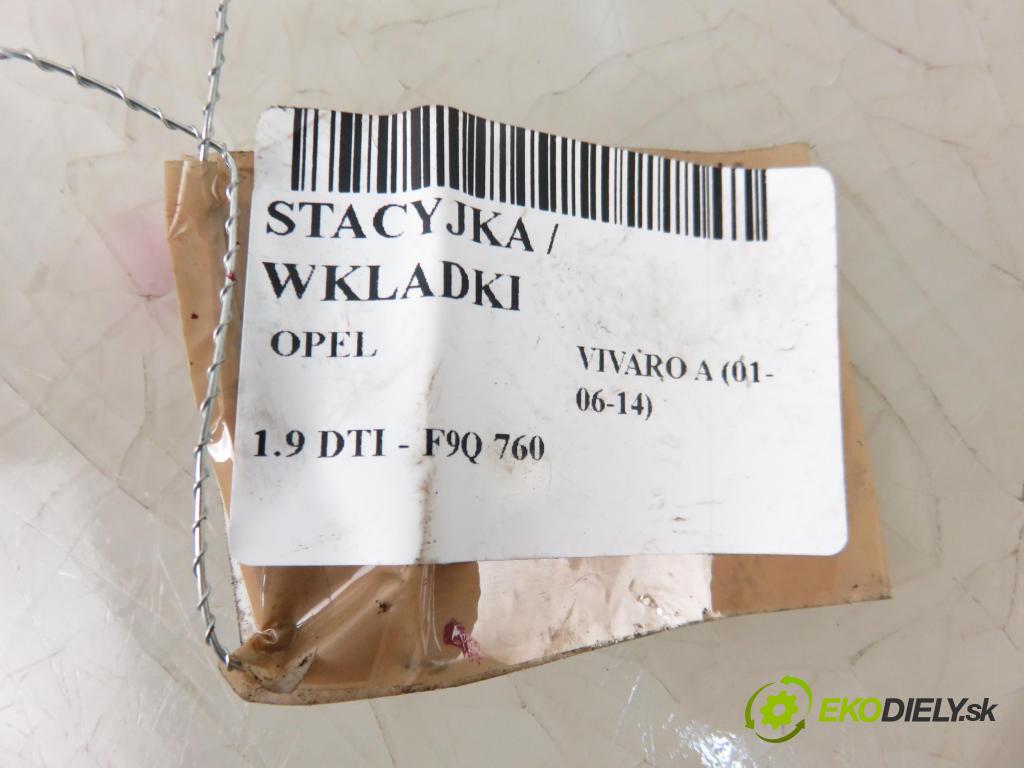 STACYJKA /
WKLADKI
OPEL
VIVARO A (01-
06-14)
1.9 DTI - F9Q 760
EKODIELY.sk